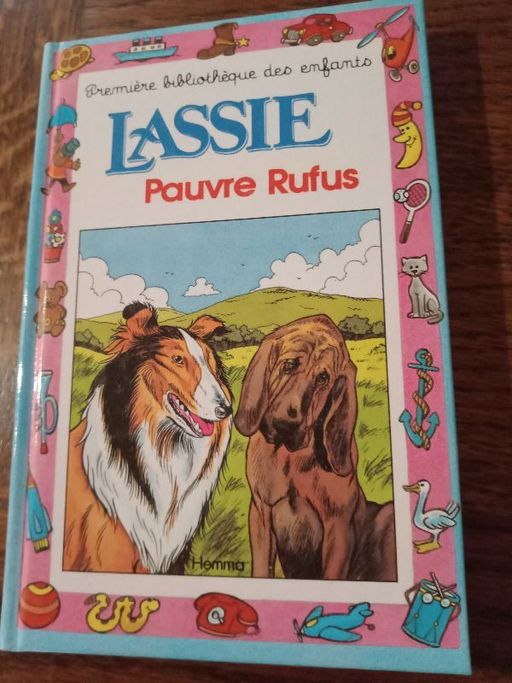 Première bibliothèque des enfants
LASSIE
Pauvre Rufus
Hemma